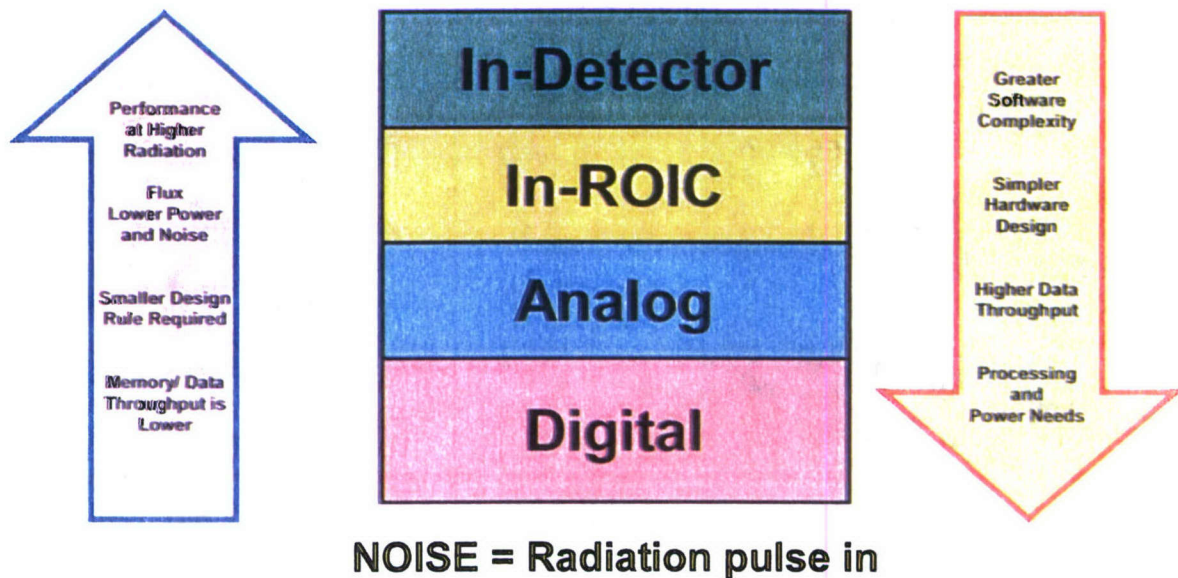 Performance
at Higher
Radiation
Flux
Lower Power
and Noise
Smaller Design
Rule Required
Memory/ Data
Throughput is
Lower
In-Detector
In-ROIC
Analog
Digital
Greater
Software
Complexity
Simpler
Hardware
Design
Higher Data
Throughput
Processing
and
Power Needs
NOISE = Radiation pulse in